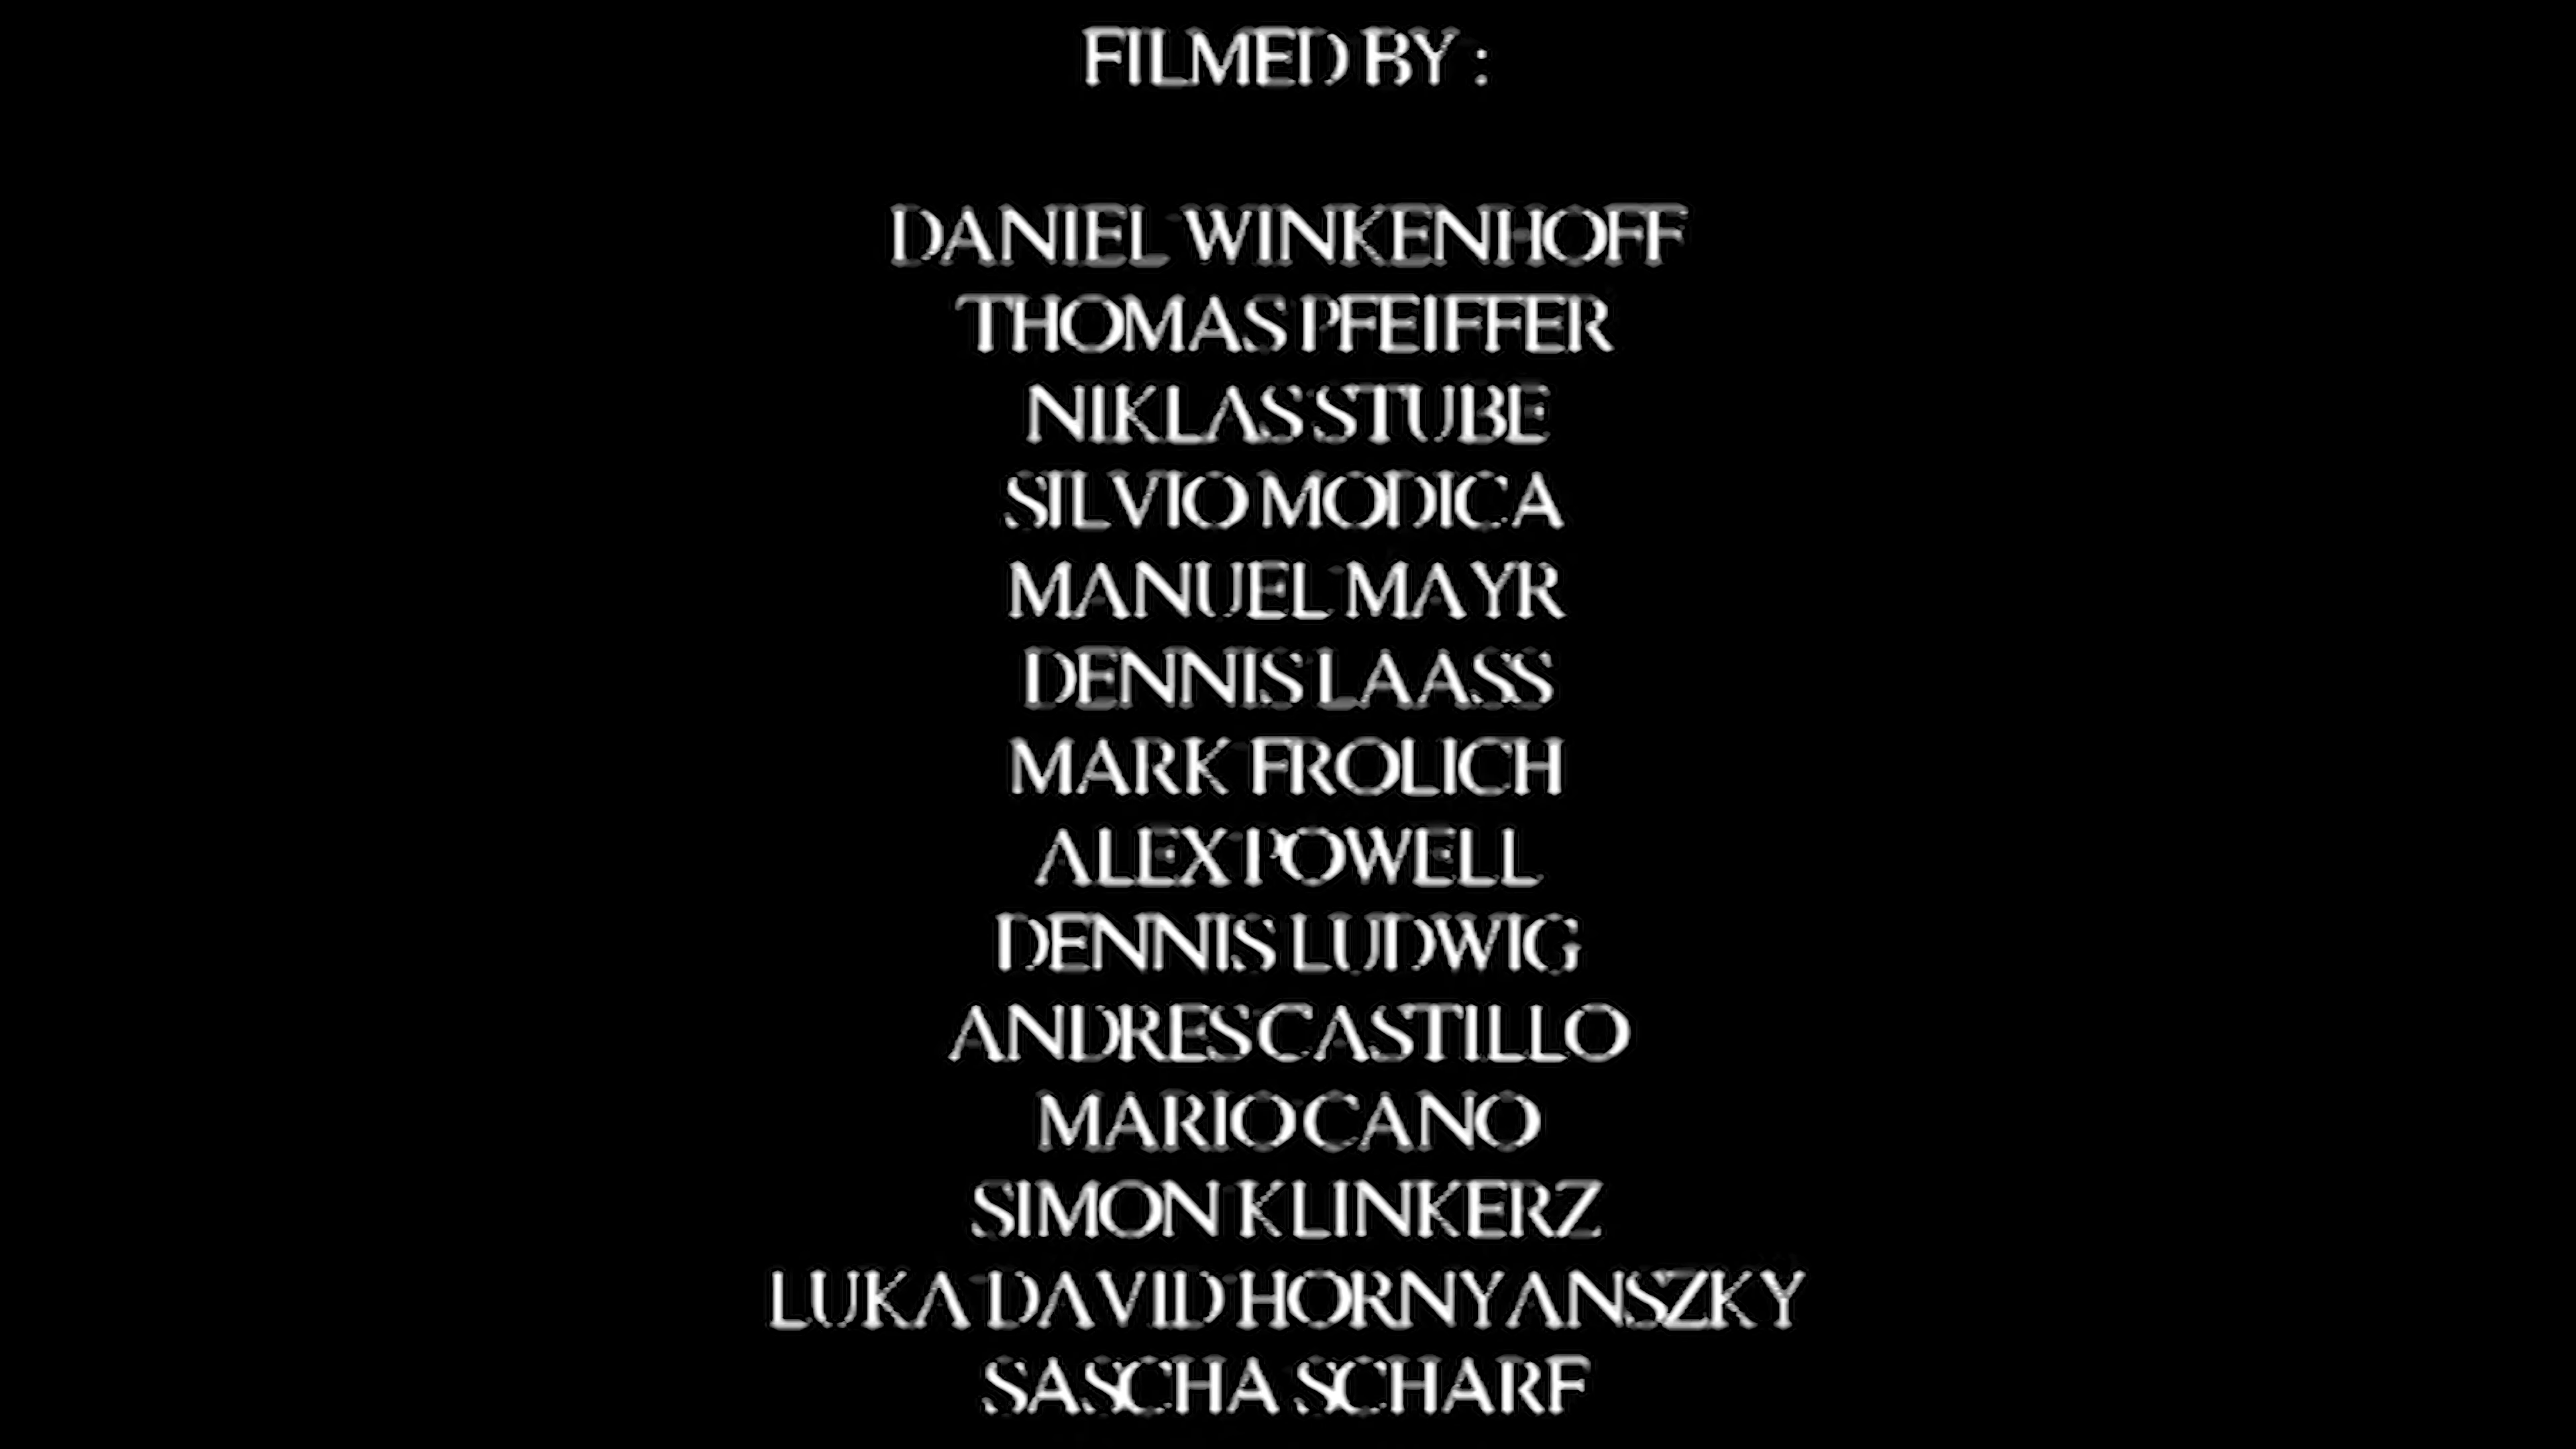 FILMED BY :
DANIEL WINKENHOFF
THOMAS PFEIFFER
NIKLAS STUBE
SILVIO MODICA
MANUEL MAYR
DENNIS LAASS
MARK FROLICH
ALEX POWELL
DENNIS LUDWIG
ANDRES CASTILLO
MARIO CANO
SIMON KLINKERZ
LUKA DAVID HORNYANSZKY
SASCHA SCHARF